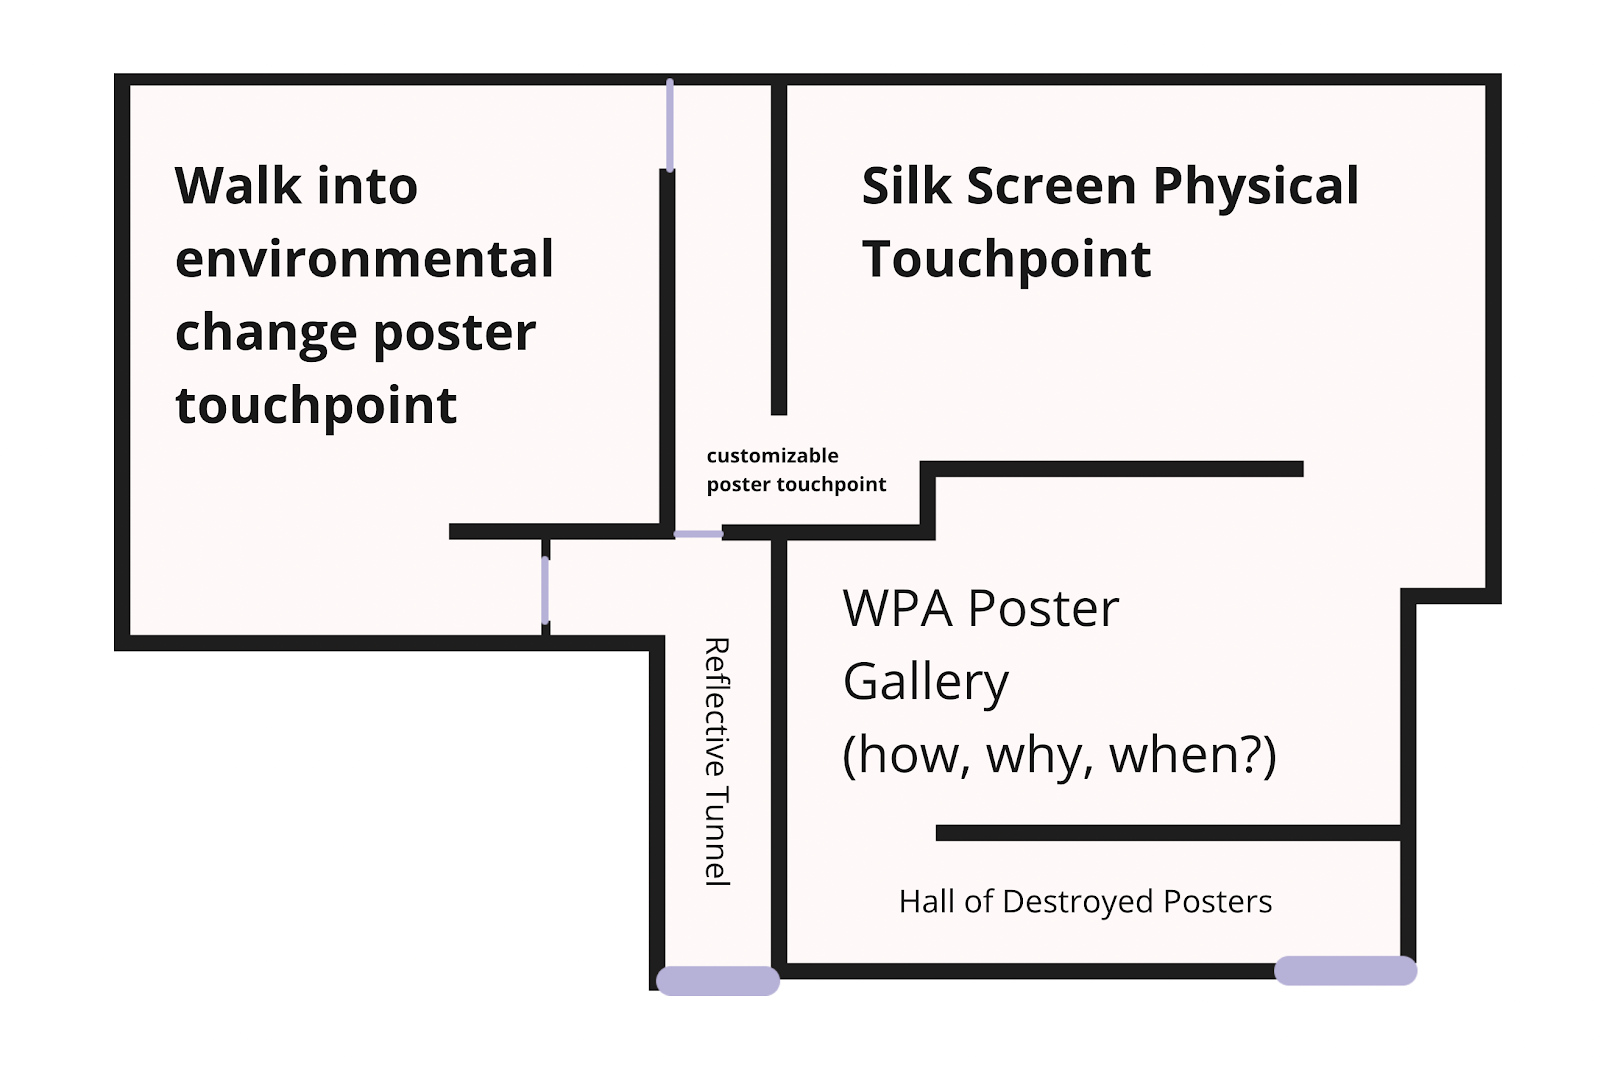 Walk into
environmental
change poster
touchpoint
Silk Screen Physical
Touchpoint
customizable
poster touchpoint
Reflective Tunnel
WPA Poster
Gallery
(how, why, when?)
Hall of Destroyed Posters